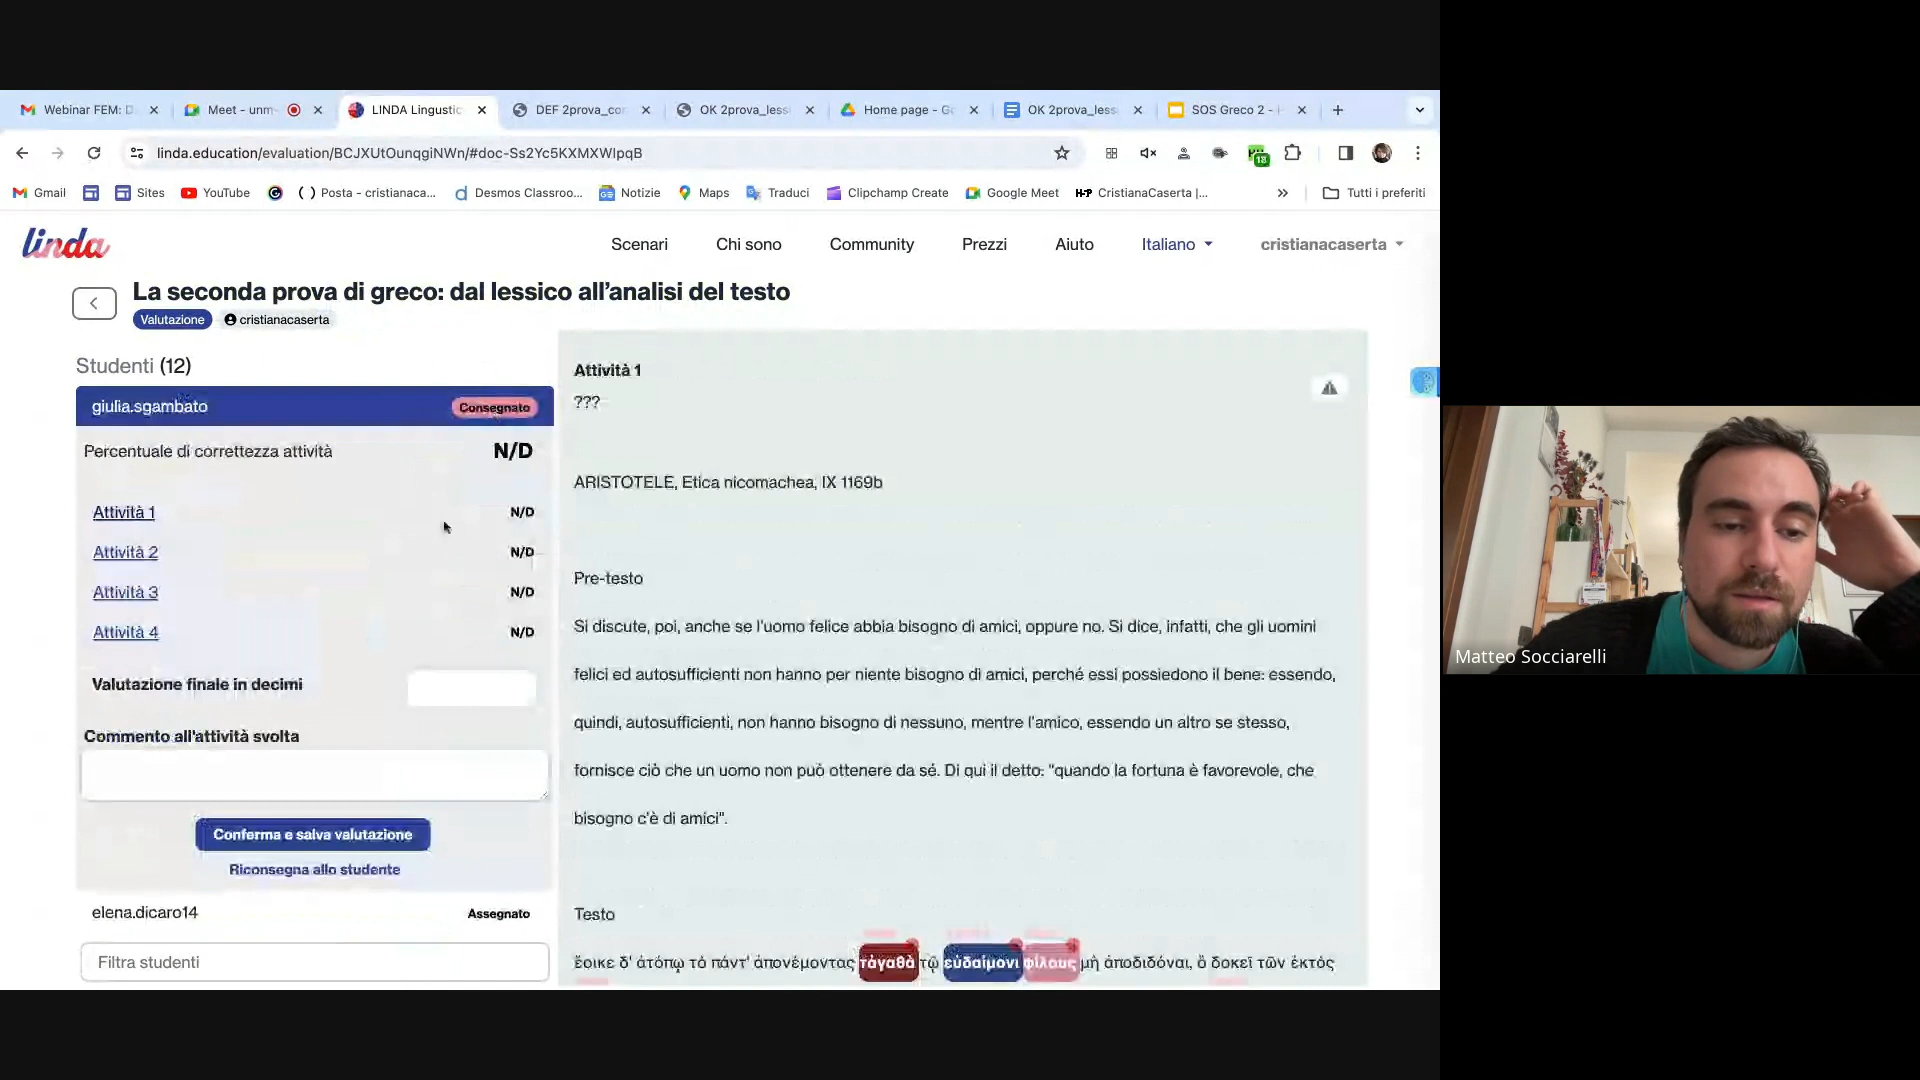 Webinar FEM: D
Meet - unm-
LINDA Lingustic
DEF 2prova_co
OK 2prova_less
Home page - Go
OK 2prova_less
SOS Greco 2 -
linda.education/evaluation/BCJXUtOunqgiNWn/#doc-Ss2Yc5KXMXWlpqB
Gmail
Sites
YouTube
Posta - cristianaca...
Desmos Classroo...
Notizie
Maps
Traduci
Clipchamp Create
Google Meet
CristianaCaserta |...
Tutti i preferiti
linda
Scenari
Chi sono
Community
Prezzi
Aiuto
Italiano
cristianacaserta
La seconda prova di greco: dal lessico all'analisi del testo
Valutazione
cristianacaserta
Studenti (12)
giulia.sgambato
Consegnato
Percentuale di correttezza attività
N/D
Attività 1
N/D
Attività 2
N/D
Attività 3
N/D
Attività 4
N/D
Valutazione finale in decimi
Commento all'attività svolta
Conferma e salva valutazione
Riconsegna allo studente
elena.dicaro14
Assegnato
Filtra studenti
Attività 1
???
ARISTOTELE, Etica nicomachea, IX 1169b
Pre-testo
Si discute, poi, anche se l'uomo felice abbia bisogno di amici, oppure no. Si dice, infatti, che gli uomini
felici ed autosufficienti non hanno per niente bisogno di amici, perché essi possiedono il bene: essendo,
quindi, autosufficienti, non hanno bisogno di nessuno, mentre l'amico, essendo un altro se stesso,
fornisce ciò che un uomo non può ottenere da sé. Di qui il detto: "quando la fortuna è favorevole, che
bisogno c'è di amici".
Testo
ἔοικε δ' ἀτόπῳ τὸ πάντ' ἀπονέμοντας τἀγαθὰ τῷ εὐδαίμονι φίλους μὴ ἀποδιδόναι, ὃ δοκεῖ τῶν ἐκτὸς
Matteo Socciarelli